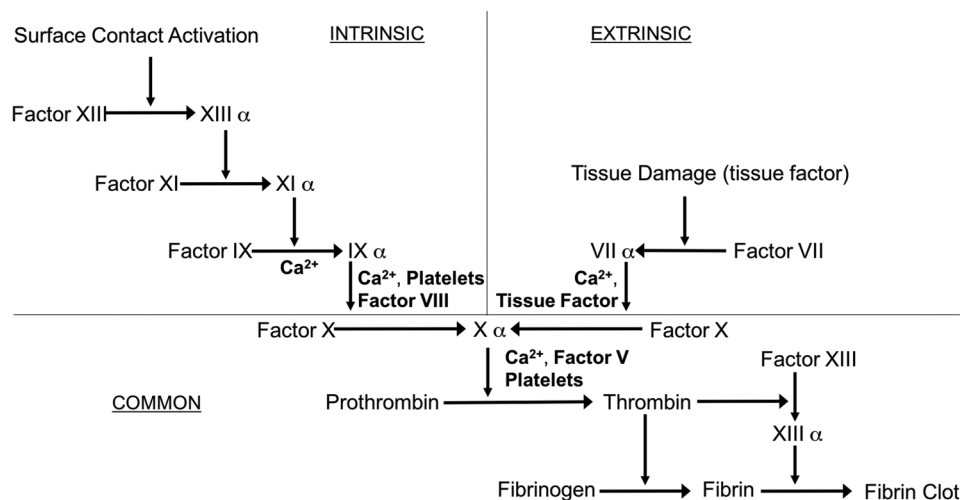 INTRINSIC
EXTRINSIC
Surface Contact Activation
Factor XIII
XIII α
Factor XI
XI α
Tissue Damage (tissue factor)
Factor IX
IX α
VII α
Factor VII
Ca²⁺
Ca²⁺, Platelets
Factor VIII
Ca²⁺,
Tissue Factor
Factor X
X α
Factor X
Ca²⁺, Factor V
Platelets
Factor XIII
COMMON
Prothrombin
Thrombin
XIII α
Fibrinogen
Fibrin
Fibrin Clot